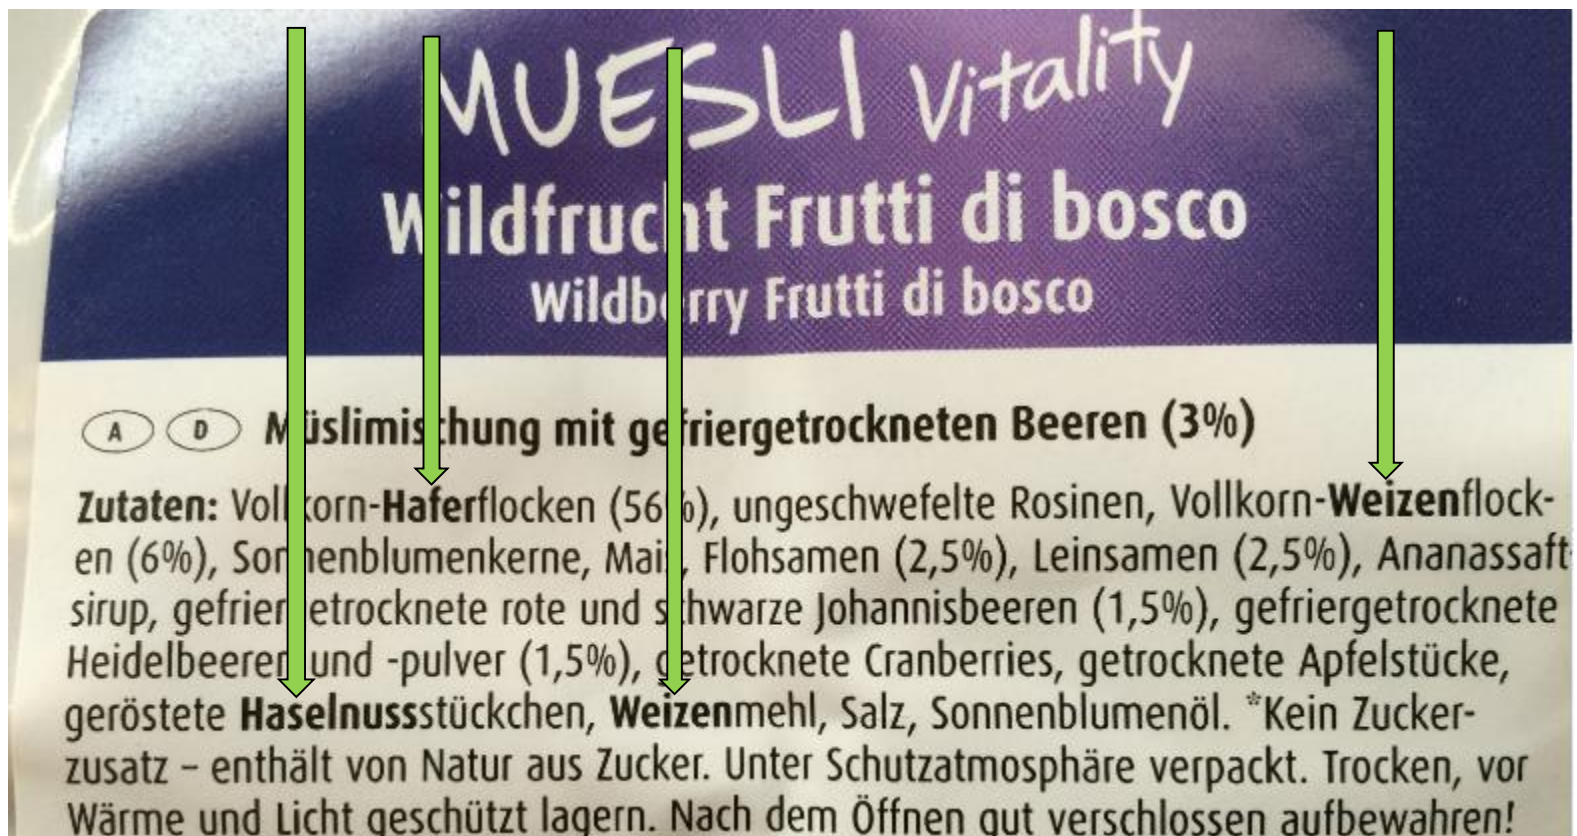 MUESLI Vitality
Wildfrucht Frutti di bosco
Wildberry Frutti di bosco
A D Müslimischung mit gefriergetrockneten Beeren (3%)
Zutaten: Vollkorn-Haferflocken (56%), ungeschwefelte Rosinen, Vollkorn-Weizenflock-
en (6%), Sonnenblumenkerne, Mais, Flohsamen (2,5%), Leinsamen (2,5%), Ananassaft-
sirup, gefriergetrocknete rote und schwarze Johannisbeeren (1,5%), gefriergetrocknete
Heidelbeeren und -pulver (1,5%), getrocknete Cranberries, getrocknete Apfelstücke,
geröstete Haselnussstückchen, Weizenmehl, Salz, Sonnenblumenöl. *Kein Zucker-
zusatz – enthält von Natur aus Zucker. Unter Schutzatmosphäre verpackt. Trocken, vor
Wärme und Licht geschützt lagern. Nach dem Öffnen gut verschlossen aufbewahren!